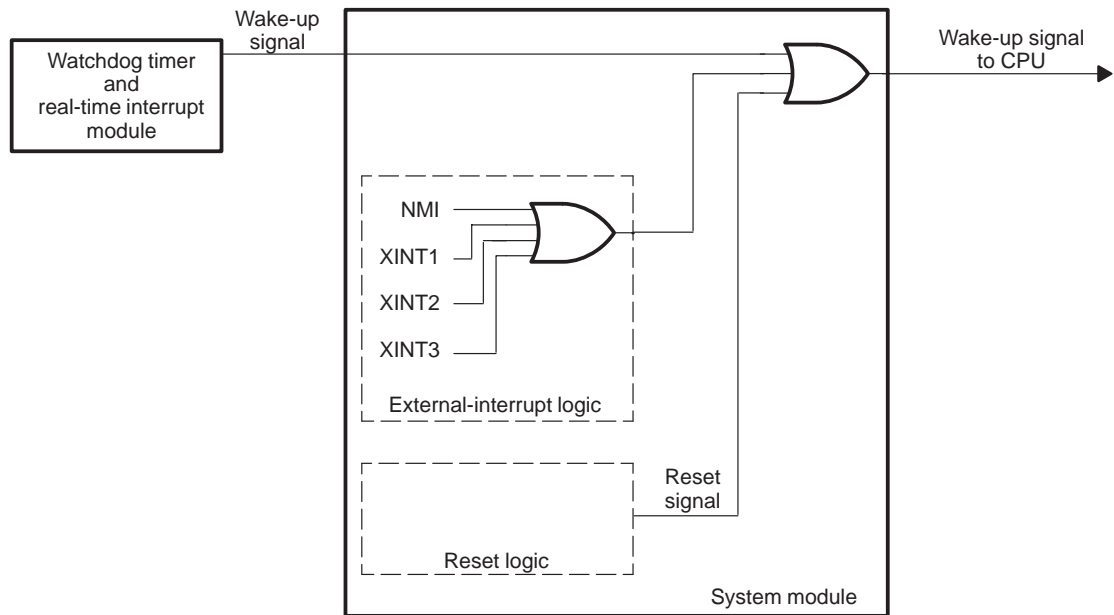 Wake-up
signal
Watchdog timer
and
real-time interrupt
module
Wake-up signal
to CPU
NMI
XINT1
XINT2
XINT3
External-interrupt logic
Reset
signal
Reset logic
System module